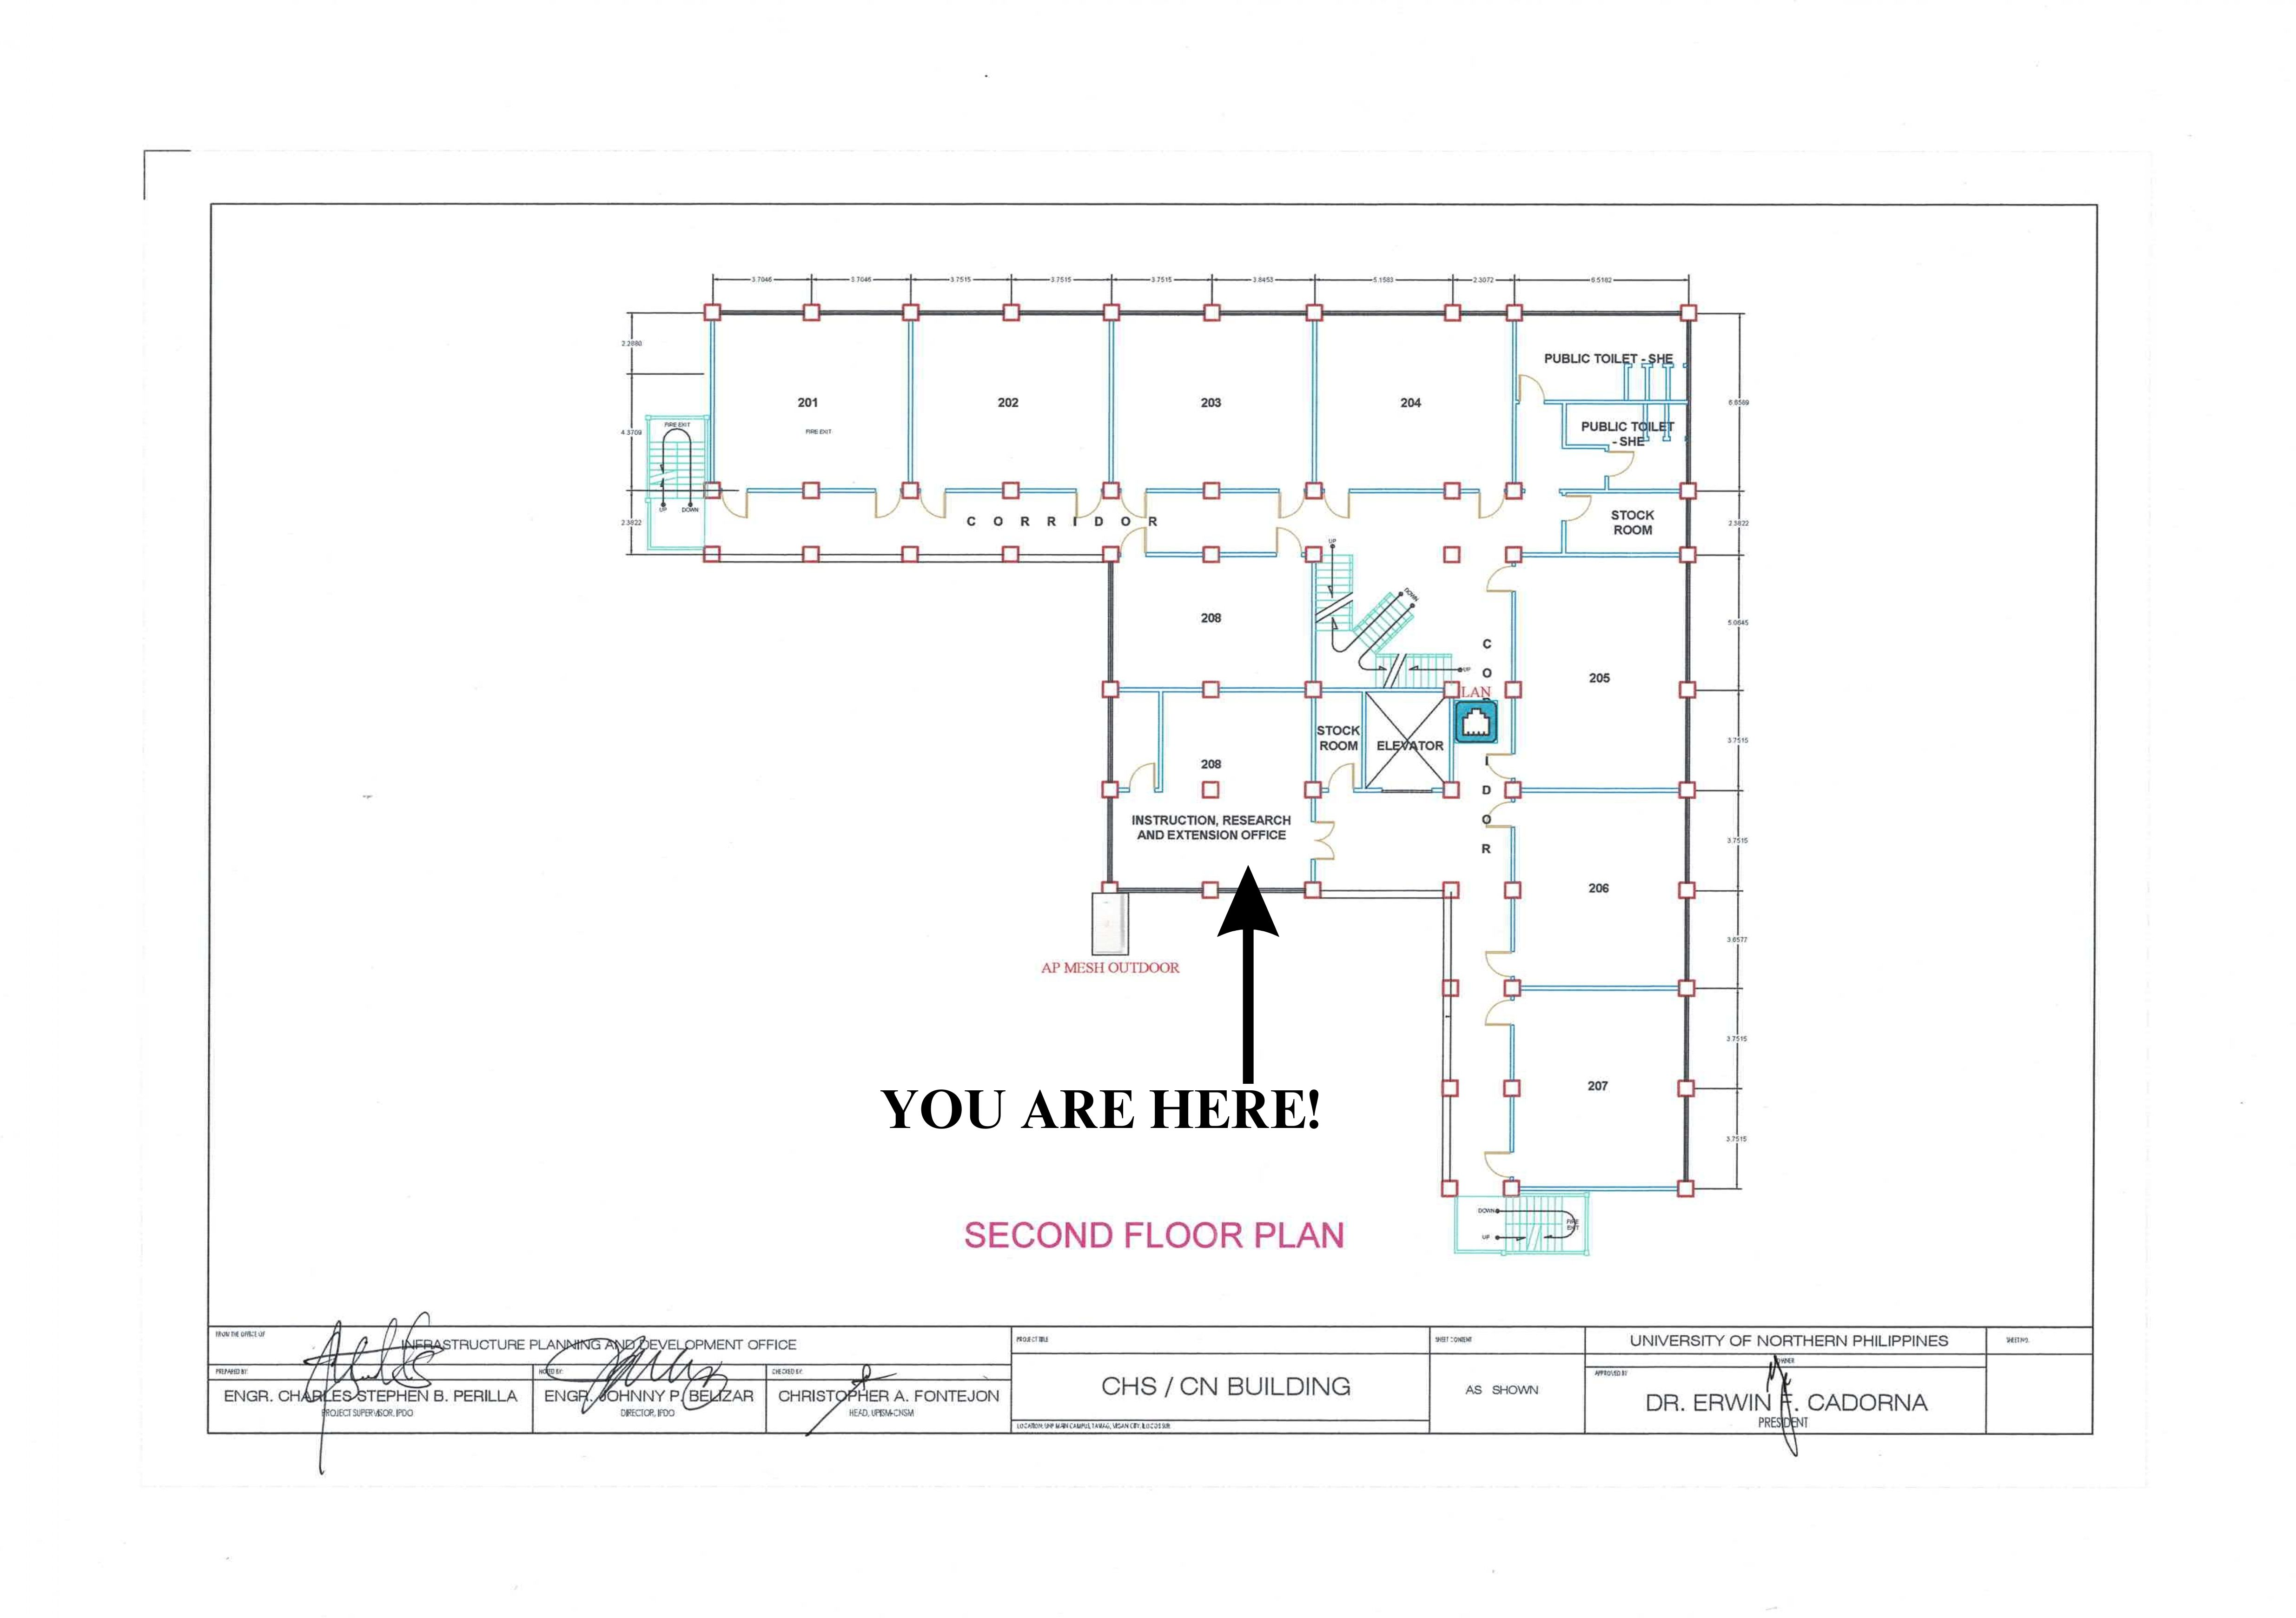 3.7046 3.7046 3.7515 3.7515 3.7515 3.8453 5.1583 2.3072 6.5182
2.2880
4.3709
2.3822
6.8589
2.3822
5.0645
3.7515
3.7515
3.6577
3.7515
3.7515
PUBLIC TOILET - SHE
201
202
203
204
FIRE EXIT
FIRE EXIT
PUBLIC TOILET
- SHE
UP DOWN
C O R R I D O R
STOCK
ROOM
UP
DOWN
208
UP
C
O
LAN
I
D
O
R
205
STOCK
ROOM
ELEVATOR
208
INSTRUCTION, RESEARCH
AND EXTENSION OFFICE
206
AP MESH OUTDOOR
207
YOU ARE HERE!
DOWN
UP
FIRE
EXIT
SECOND FLOOR PLAN
FROM THE OFFICE OF
INFRASTRUCTURE PLANNING AND DEVELOPMENT OFFICE
PREPARED BY:
ENGR. CHARLES STEPHEN B. PERILLA
PROJECT SUPERVISOR, IPDO
NOTED BY:
ENGR. JOHNNY P. BELIZAR
DIRECTOR, IPDO
CHECKED BY:
CHRISTOPHER A. FONTEJON
HEAD, UPISM-CNSM
PROJECT TITLE
CHS / CN BUILDING
LOCATION: UNP MAIN CAMPUS, TAMAG, VIGAN CITY, ILOCOS SUR
SHEET CONTENT
AS SHOWN
UNIVERSITY OF NORTHERN PHILIPPINES
OWNER
APPROVED BY
DR. ERWIN F. CADORNA
PRESIDENT
SHEET NO.